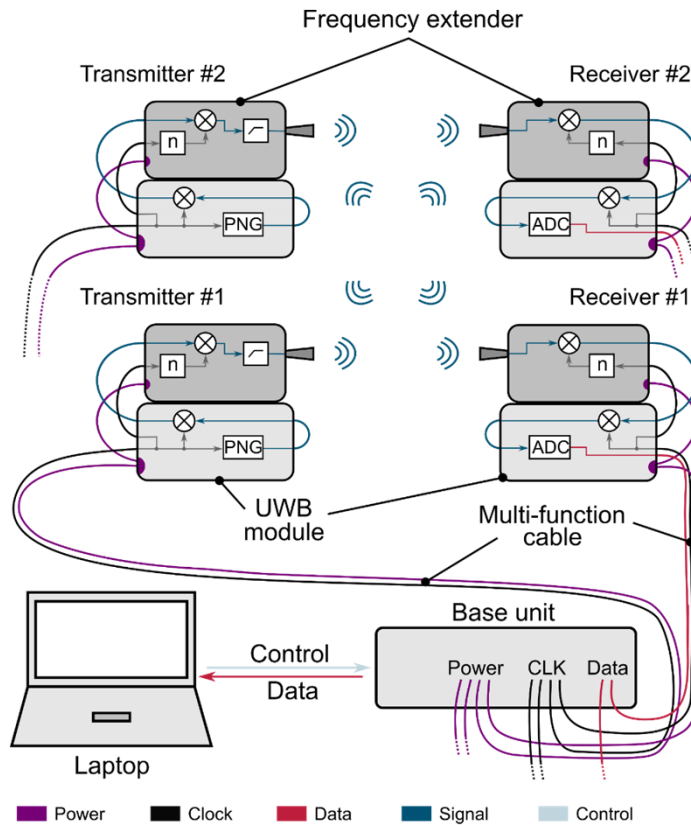 Frequency extender
Transmitter #2
Receiver #2
n
n
PNG
ADC
Transmitter #1
Receiver #1
n
n
PNG
ADC
UWB
module
Multi-function
cable
Base unit
Control
Data
Power CLK Data
Laptop
Power Clock Data Signal Control